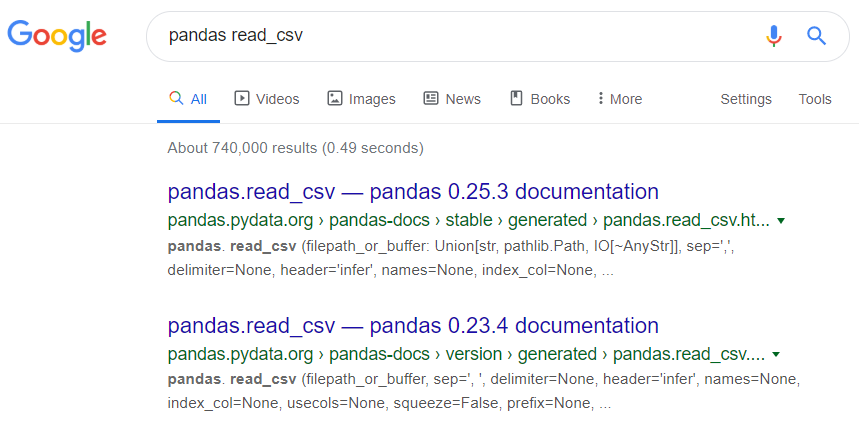 Google
pandas read_csv
All Videos Images News Books More Settings Tools
About 740,000 results (0.49 seconds)
pandas.read_csv — pandas 0.25.3 documentation
pandas.pydata.org › pandas-docs › stable › generated › pandas.read_csv.ht...
pandas. read_csv (filepath_or_buffer: Union[str, pathlib.Path, IO[~AnyStr]], sep=',',
delimiter=None, header='infer', names=None, index_col=None, ...
pandas.read_csv — pandas 0.23.4 documentation
pandas.pydata.org › pandas-docs › version › generated › pandas.read_csv....
pandas. read_csv (filepath_or_buffer, sep=', ', delimiter=None, header='infer', names=None,
index_col=None, usecols=None, squeeze=False, prefix=None, ...